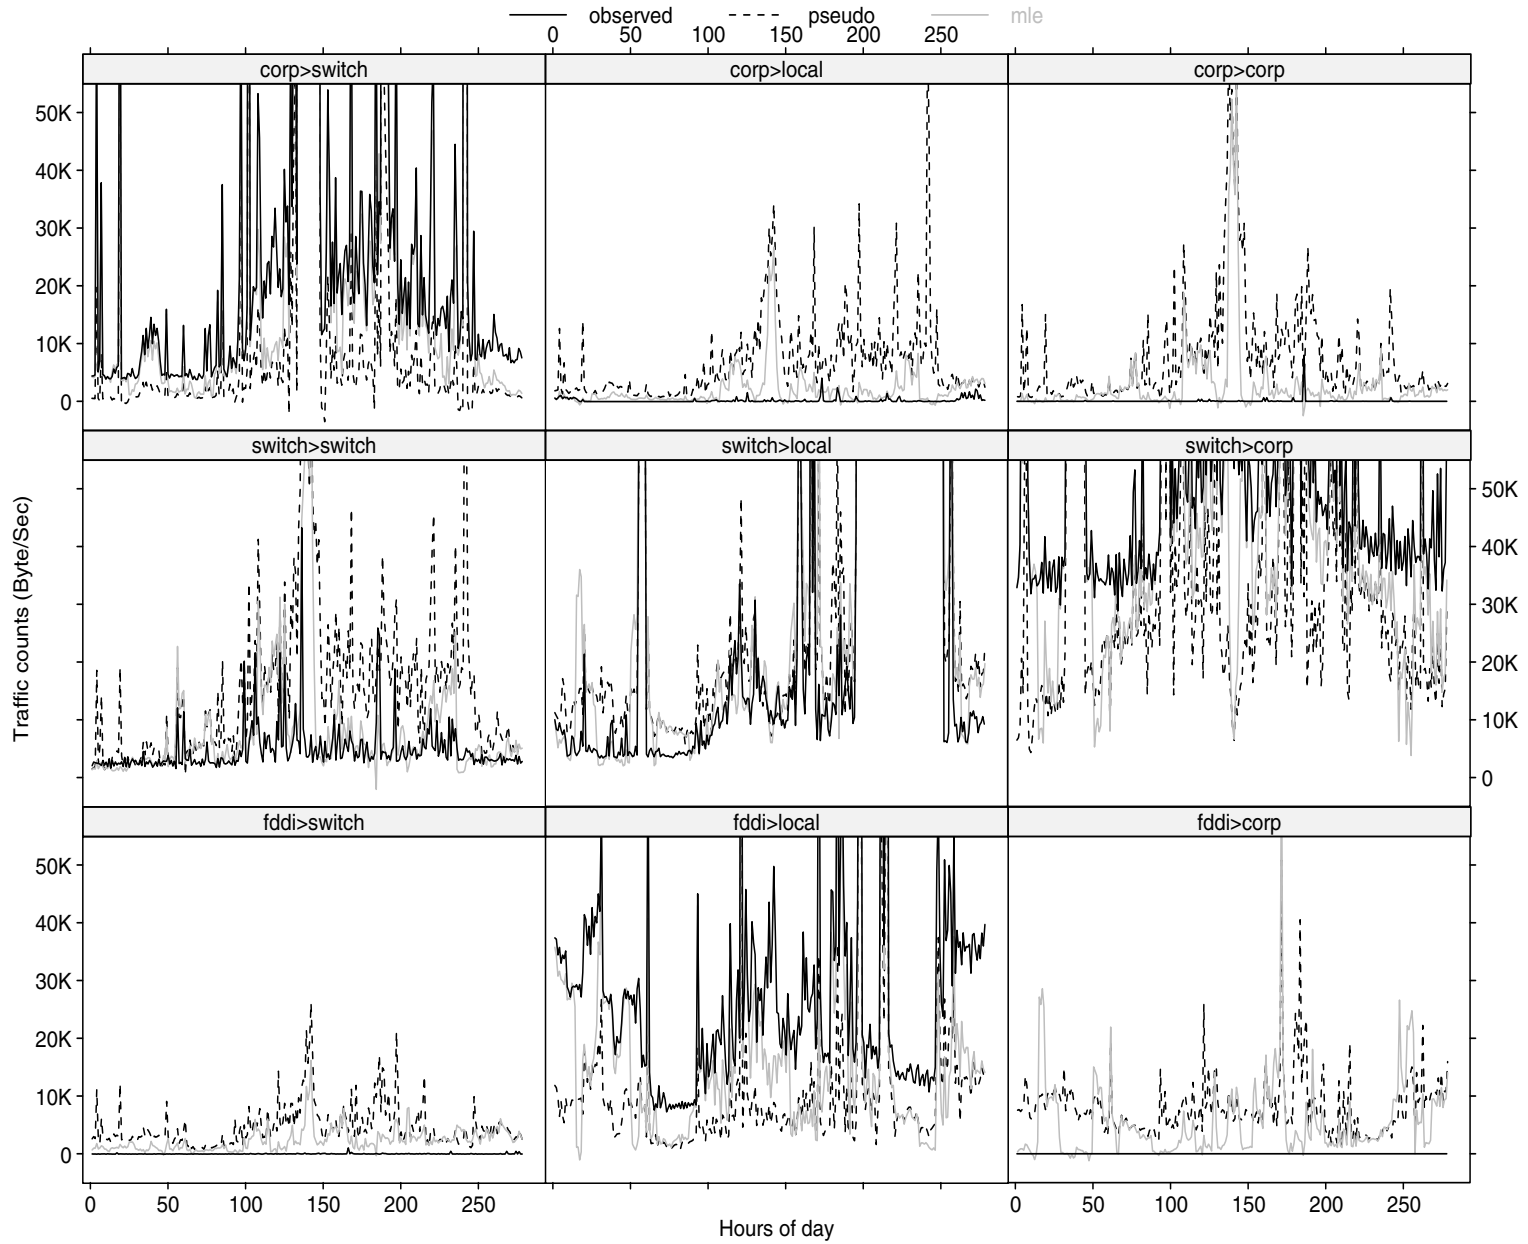 observed pseudo mle
0 50 100 150 200 250
corp>switch corp>local corp>corp
50K
40K
30K
20K
10K
0
switch>switch switch>local switch>corp
50K
40K
30K
20K
10K
0
Traffic counts (Byte/Sec)
fddi>switch fddi>local fddi>corp
50K
40K
30K
20K
10K
0
0 50 100 150 200 250 0 50 100 150 200 250
Hours of day